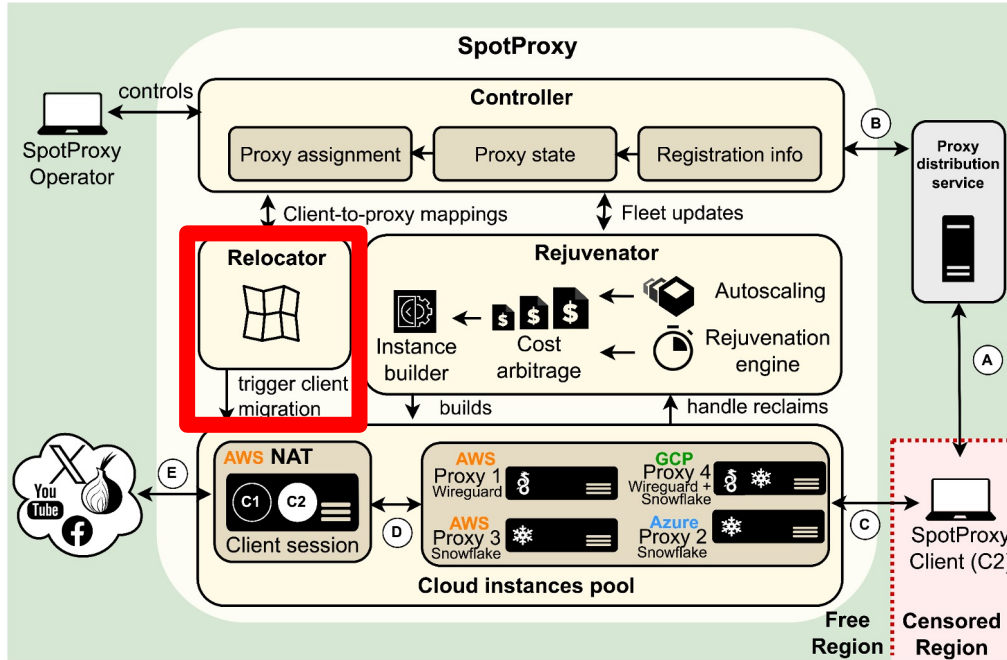 SpotProxy
controls
SpotProxy
Operator
Controller
Proxy assignment
Proxy state
Registration info
B
Proxy
distribution
service
Client-to-proxy mappings
Fleet updates
Relocator
Rejuvenator
Instance
builder
$ $ $
Cost
arbitrage
Autoscaling
Rejuvenation
engine
A
trigger client
migration
builds
handle reclaims
X
You
Tube
f
E
AWS NAT
C1
C2
Client session
D
AWS
Proxy 1
Wireguard
GCP
Proxy 4
Wireguard +
Snowflake
AWS
Proxy 3
Snowflake
Azure
Proxy 2
Snowflake
Cloud instances pool
C
SpotProxy
Client (C2)
Free
Region
Censored
Region